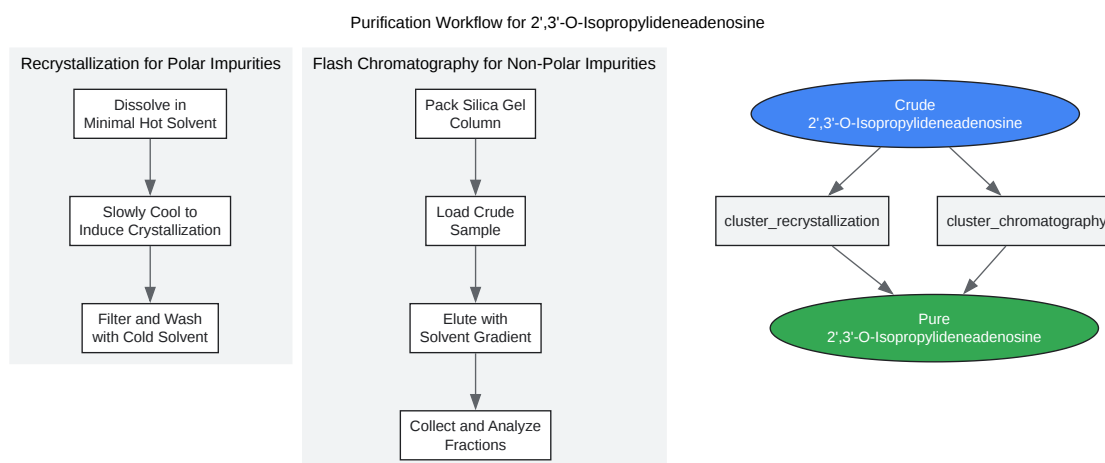 Purification Workflow for 2',3'-O-Isopropylideneadenosine
Recrystallization for Polar Impurities
Dissolve in
Minimal Hot Solvent
Slowly Cool to
Induce Crystallization
Filter and Wash
with Cold Solvent
Flash Chromatography for Non-Polar Impurities
Pack Silica Gel
Column
Load Crude
Sample
Elute with
Solvent Gradient
Collect and Analyze
Fractions
Crude
2',3'-O-Isopropylideneadenosine
cluster_recrystallization
cluster_chromatography
Pure
2',3'-O-Isopropylideneadenosine